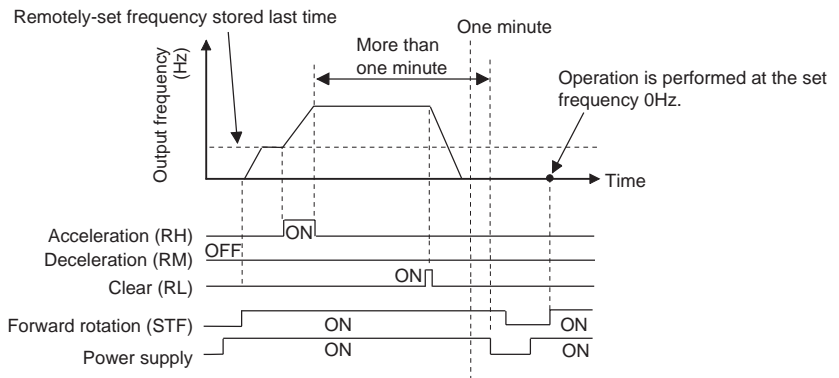 Remotely-set frequency stored last time
One minute
More than
one minute
Operation is performed at the set
frequency 0Hz.
Output frequency
(Hz)
Time
Acceleration (RH)
ON
OFF
Deceleration (RM)
Clear (RL)
ON
Forward rotation (STF)
ON
ON
Power supply
ON
ON